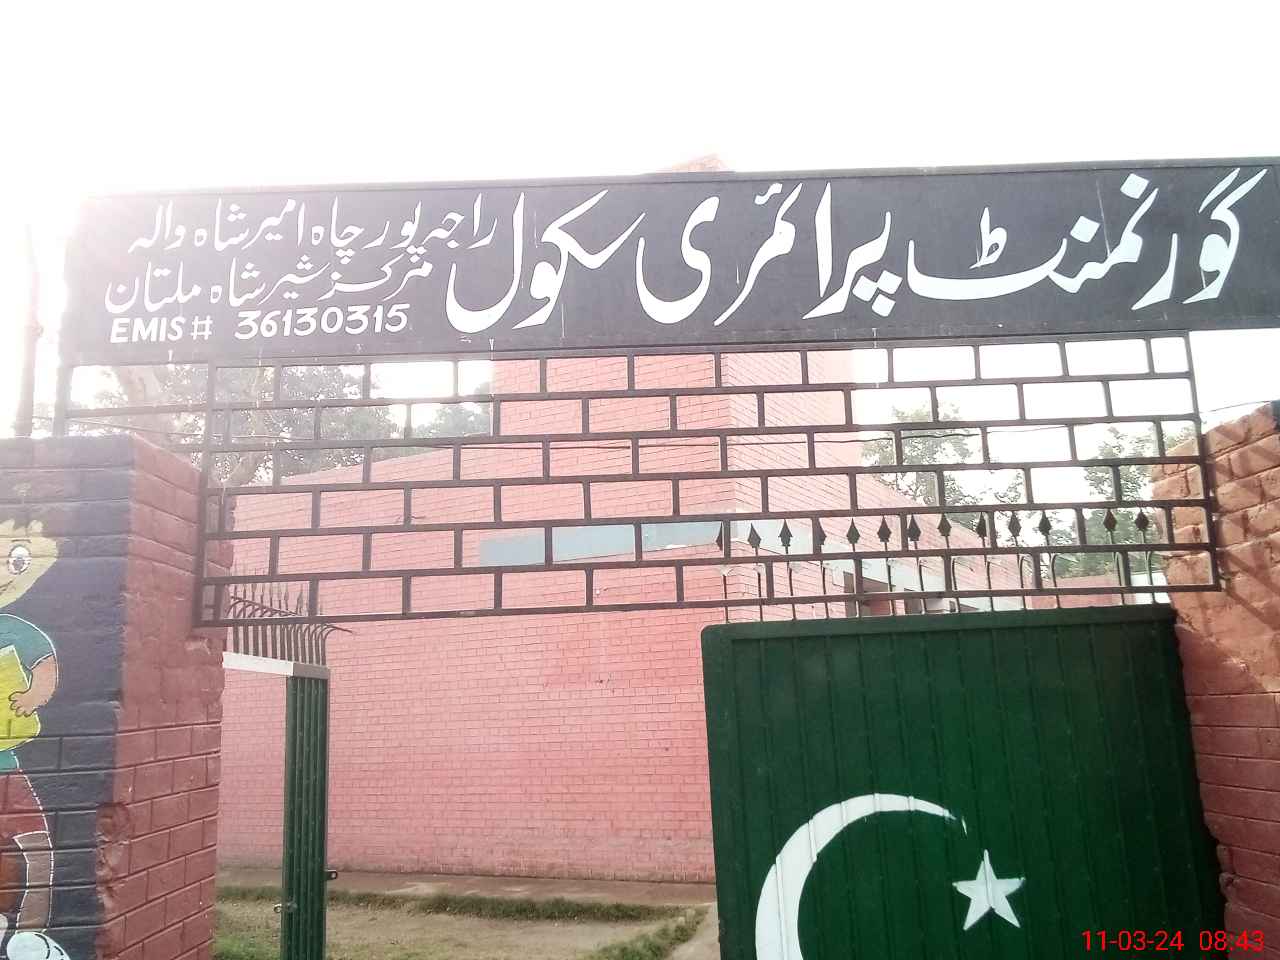 گورنمنٹ پرائمری سکول
راجہ پور چاہ امیر شاہ والہ
مرکز شیر شاہ ملتان
EMIS # 36130315
11-03-24 08:43